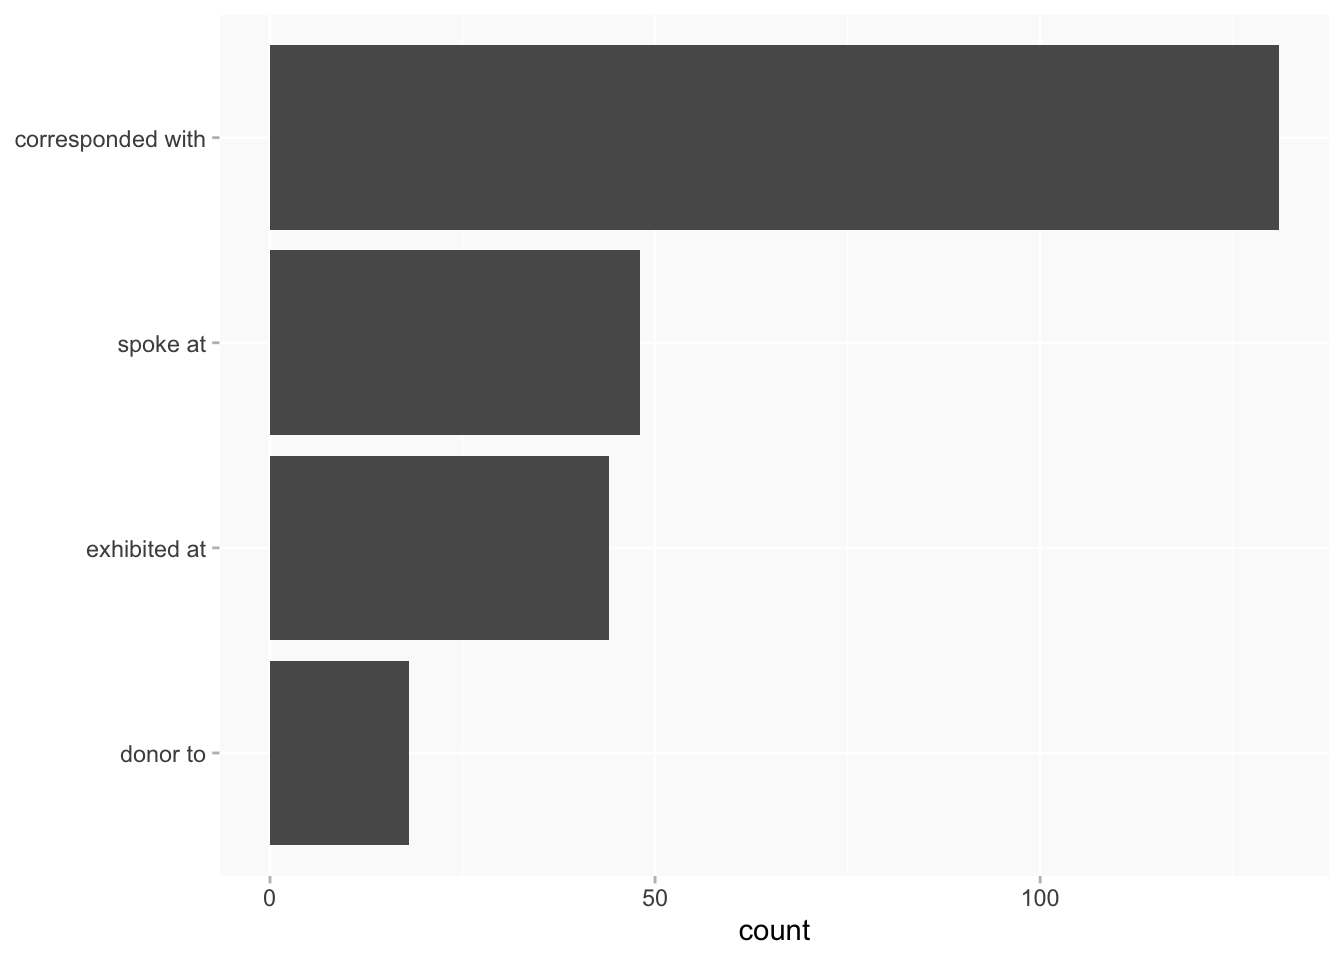 corresponded with
spoke at
exhibited at
donor to
0 50 100
count